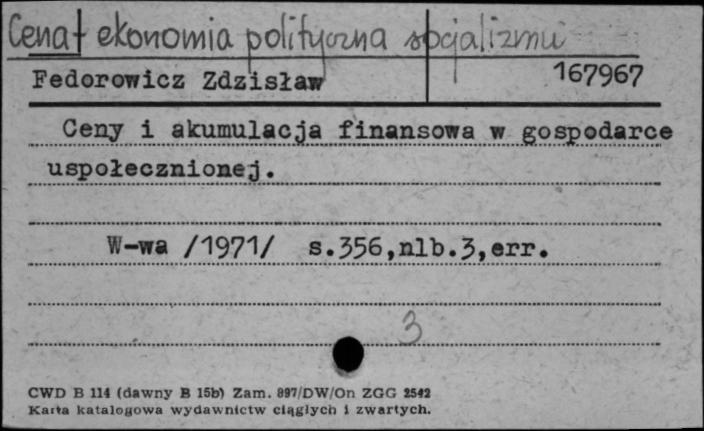 Cena + ekonomia polityczna socjalizmu
Fedorowicz Zdzisław 167967
Ceny i akumulacja finansowa w gospodarce
uspołecznionej.
W-wa /1971/ s.356,nlb.3,err.
3
CWD B 114 (dawny B 15b) Zam. 897/DW/On ZGG 2542
Karta katalogowa wydawnictw ciągłych i zwartych.